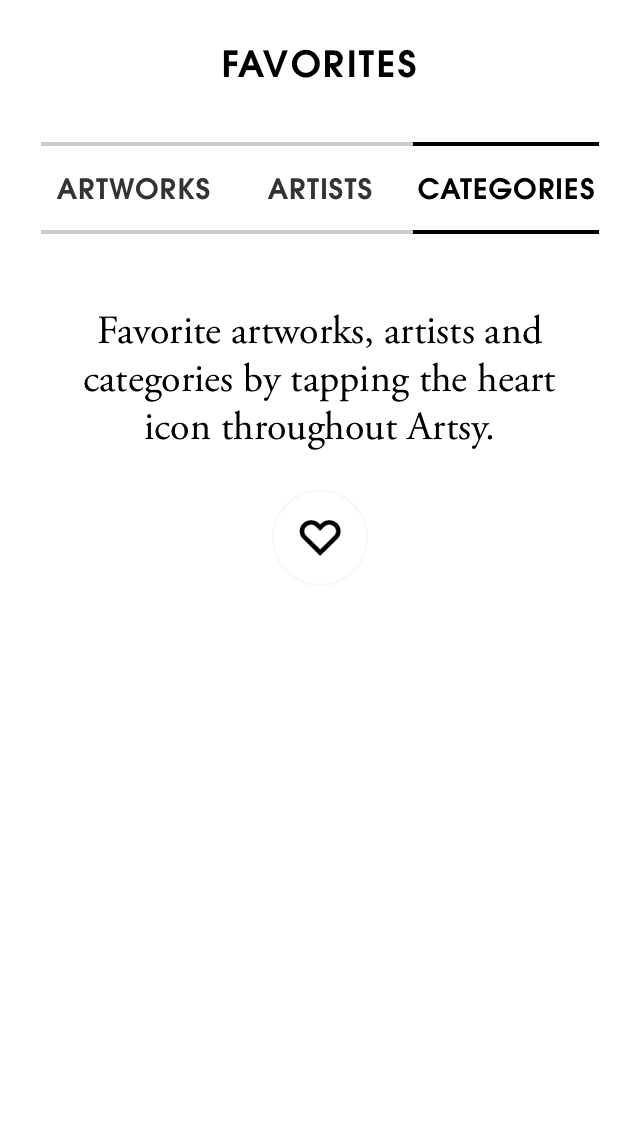 FAVORITES
ARTWORKS ARTISTS CATEGORIES
Favorite artworks, artists and
categories by tapping the heart
icon throughout Artsy.